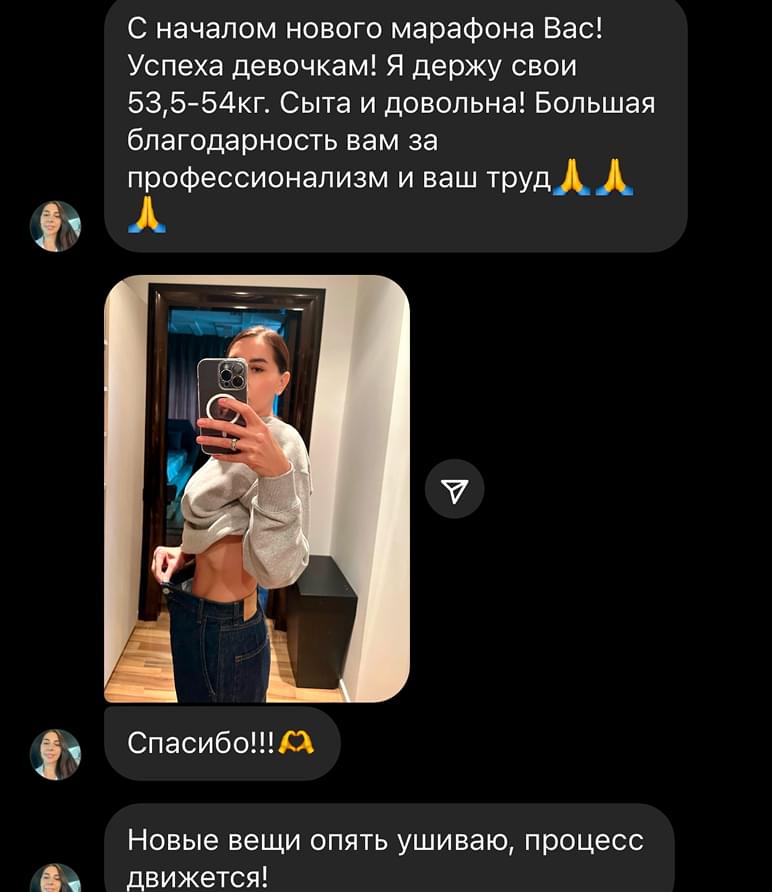 С началом нового марафона Вас!
Успеха девочкам! Я держу свои
53,5-54кг. Сыта и довольна! Большая
благодарность вам за
профессионализм и ваш труд🙏🙏
🙏
Спасибо!!!🫶
Новые вещи опять ушиваю, процесс
движется!